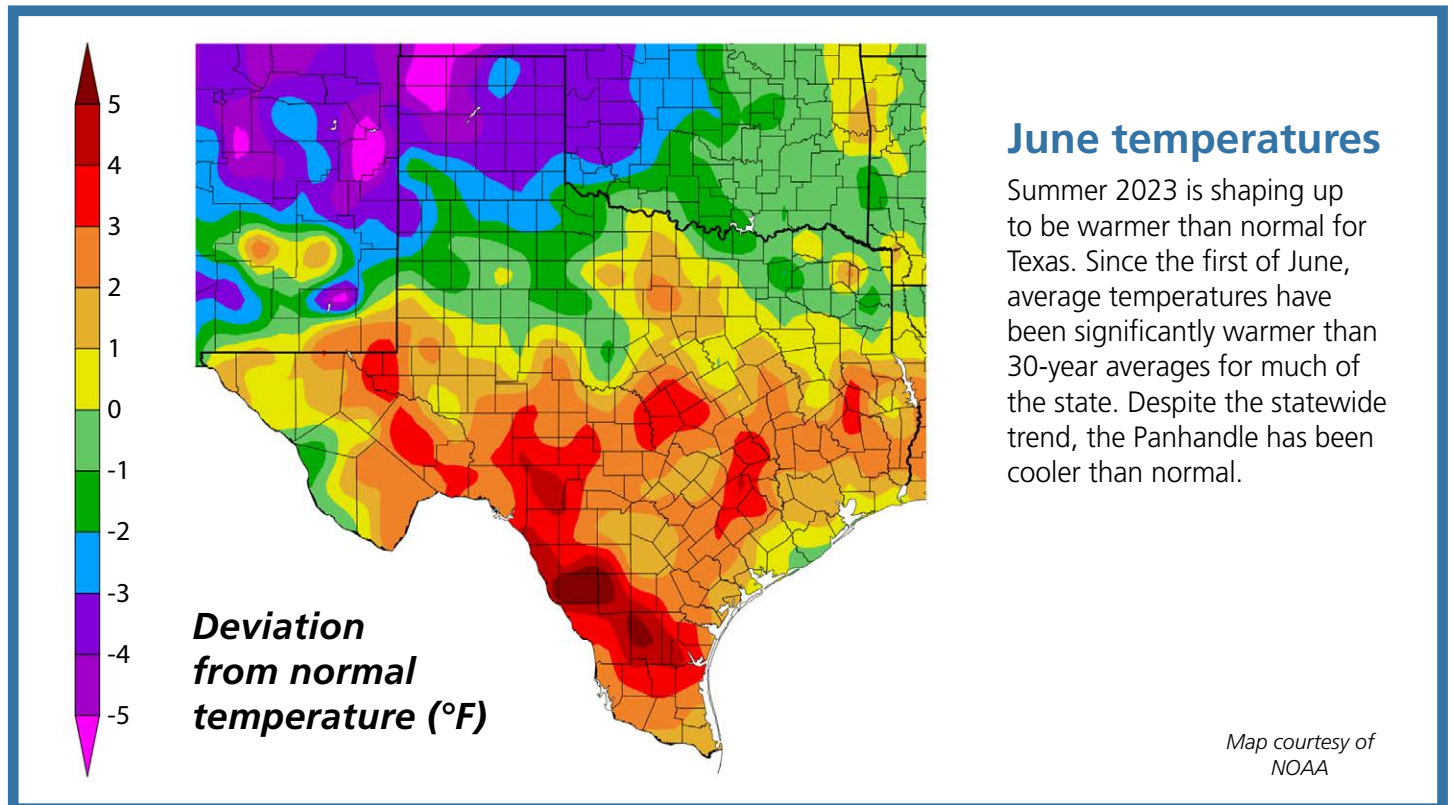 5
4
3
2
1
0
-1
-2
-3
-4
-5
Deviation
from normal
temperature (°F)
June temperatures
Summer 2023 is shaping up
to be warmer than normal for
Texas. Since the first of June,
average temperatures have
been significantly warmer than
30-year averages for much of
the state. Despite the statewide
trend, the Panhandle has been
cooler than normal.
Map courtesy of
NOAA